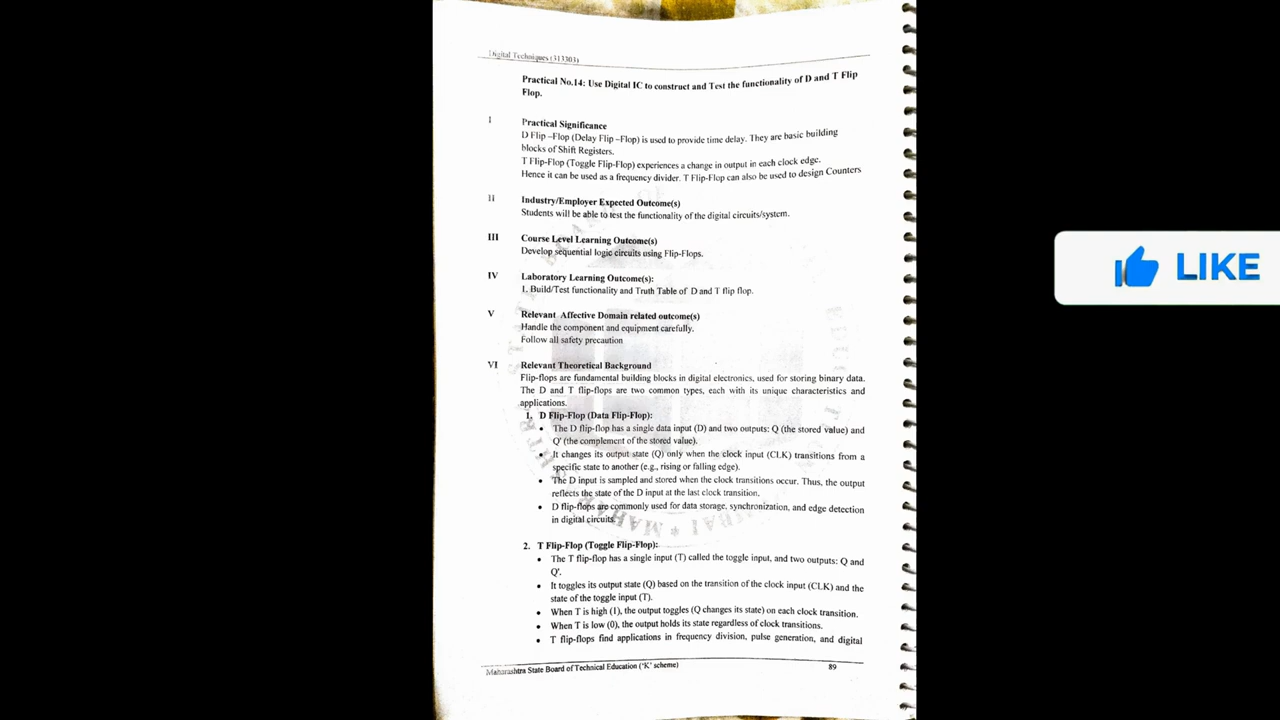 Digital Techniques (313303)
Practical No.14: Use Digital IC to construct and Test the functionality of D and T Flip
Flop.
I Practical Significance
D Flip –Flop (Delay Flip –Flop) is used to provide time delay. They are basic building
blocks of Shift Registers.
T Flip-Flop (Toggle Flip-Flop) experiences a change in output in each clock edge.
Hence it can be used as a frequency divider. T Flip-Flop can also be used to design Counters
II Industry/Employer Expected Outcome(s)
Students will be able to test the functionality of the digital circuits/system.
III Course Level Learning Outcome(s)
Develop sequential logic circuits using Flip-Flops.
IV Laboratory Learning Outcome(s):
1. Build/Test functionality and Truth Table of D and T flip flop.
V Relevant Affective Domain related outcome(s)
Handle the component and equipment carefully.
Follow all safety precaution
VI Relevant Theoretical Background
Flip-flops are fundamental building blocks in digital electronics, used for storing binary data.
The D and T flip-flops are two common types, each with its unique characteristics and
applications.
1. D Flip-Flop (Data Flip-Flop):
• The D flip-flop has a single data input (D) and two outputs: Q (the stored value) and
Q' (the complement of the stored value).
• It changes its output state (Q) only when the clock input (CLK) transitions from a
specific state to another (e.g., rising or falling edge).
• The D input is sampled and stored when the clock transitions occur. Thus, the output
reflects the state of the D input at the last clock transition.
• D flip-flops are commonly used for data storage, synchronization, and edge detection
in digital circuits.
2. T Flip-Flop (Toggle Flip-Flop):
• The T flip-flop has a single input (T) called the toggle input, and two outputs: Q and
Q'.
• It toggles its output state (Q) based on the transition of the clock input (CLK) and the
state of the toggle input (T).
• When T is high (1), the output toggles (Q changes its state) on each clock transition.
• When T is low (0), the output holds its state regardless of clock transitions.
• T flip-flops find applications in frequency division, pulse generation, and digital
Maharashtra State Board of Technical Education ('K' scheme) 89
LIKE